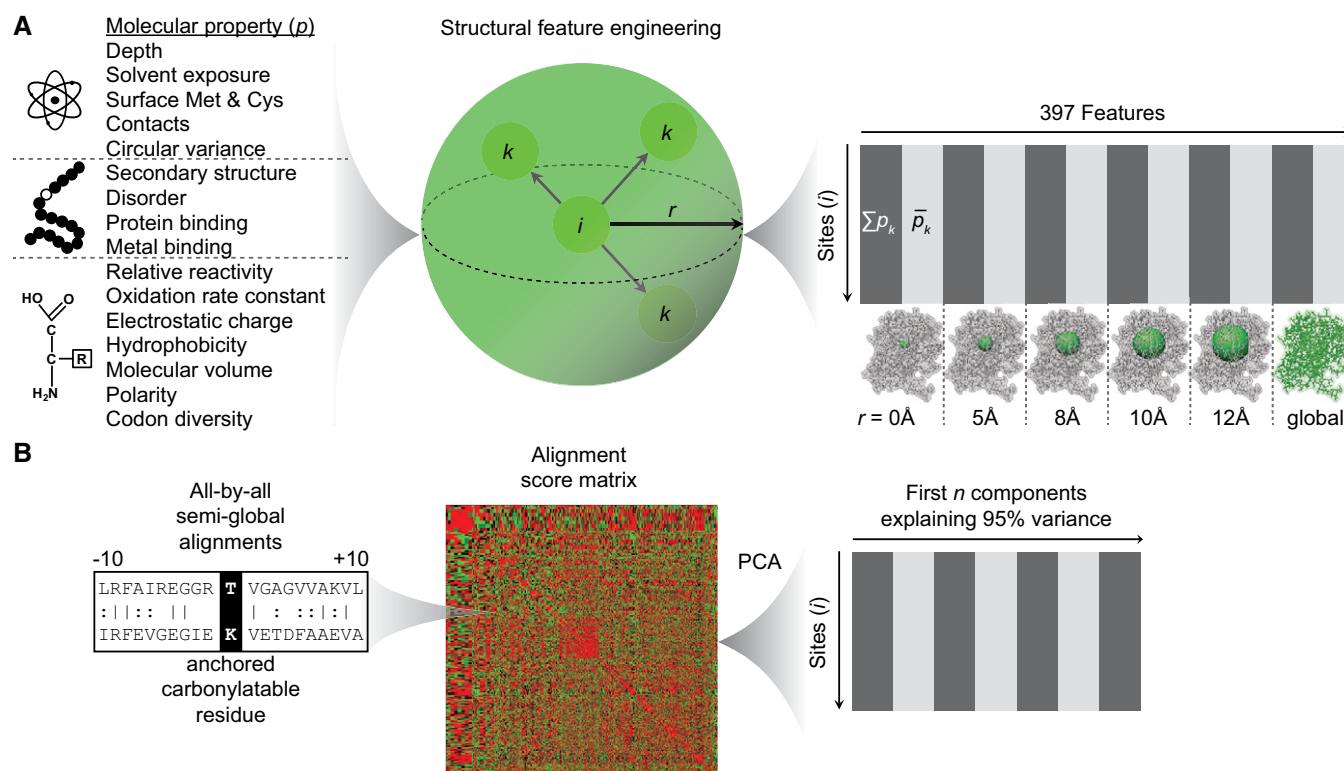 A
Molecular property (p)
Depth
Solvent exposure
Surface Met & Cys
Contacts
Circular variance
Secondary structure
Disorder
Protein binding
Metal binding
Relative reactivity
Oxidation rate constant
Electrostatic charge
Hydrophobicity
Molecular volume
Polarity
Codon diversity
HO
O
C
C
R
H₂N
Structural feature engineering
k
k
i
r
k
397 Features
Sites (i)
∑pₖ p̅ₖ
r = 0Å 5Å 8Å 10Å 12Å global
B
All-by-all
semi-global
alignments
-10 +10
LRFAIREGGR T VGAGVVAKVL
:||:: || | : ::|:|
IRFEVGEGIE K VETDFAAEVA
anchored
carbonylatable
residue
Alignment
score matrix
PCA
First n components
explaining 95% variance
Sites (i)